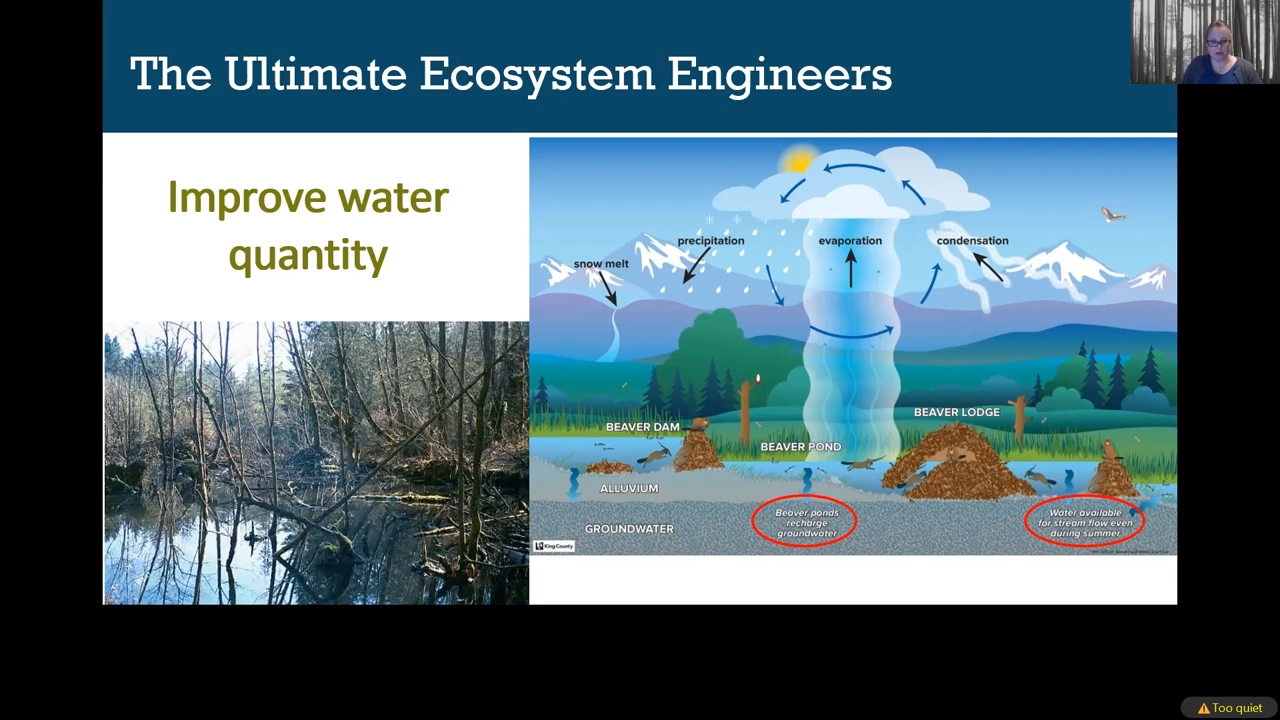 The Ultimate Ecosystem Engineers
Improve water
quantity
precipitation
evaporation
condensation
snow melt
BEAVER LODGE
BEAVER DAM
BEAVER POND
ALLUVIUM
GROUNDWATER
Beaver ponds
recharge
groundwater
Water available
for stream flow even
during summer
King County
Too quiet